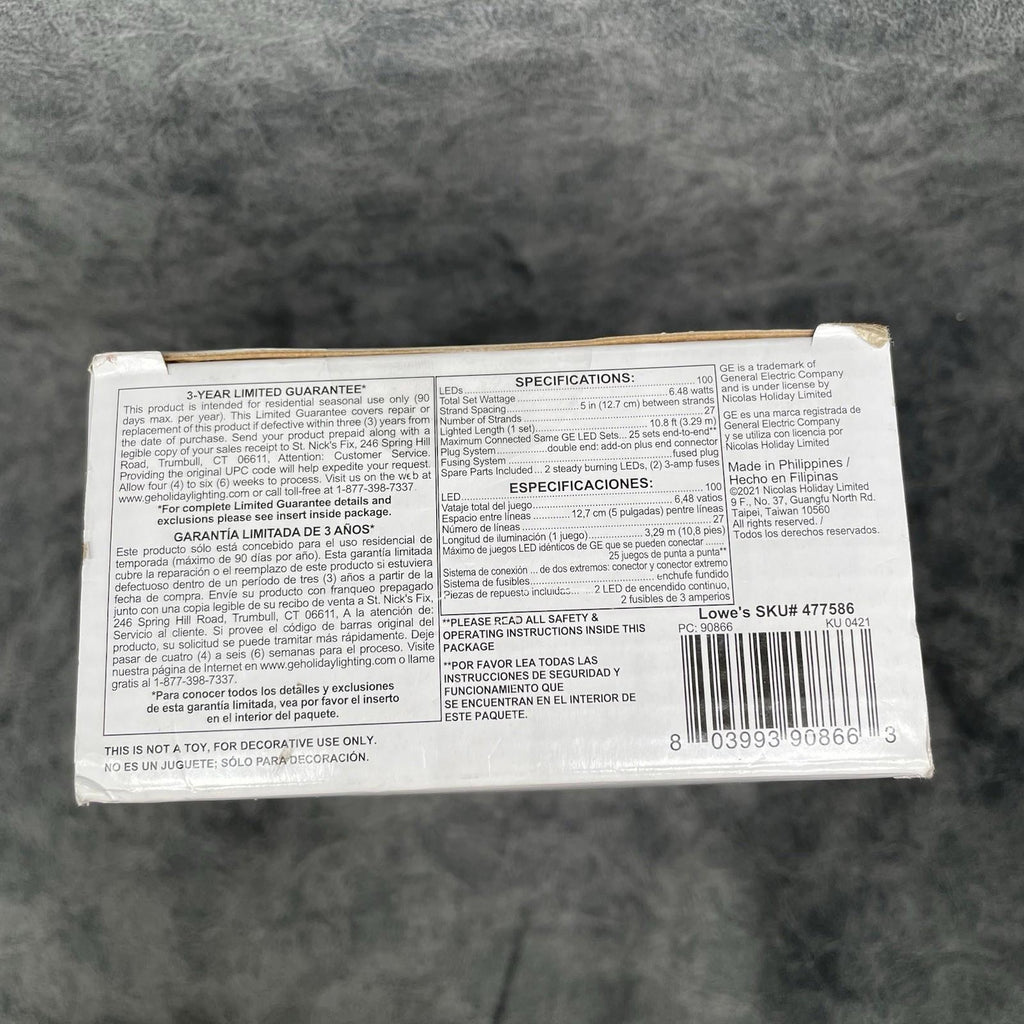 3-YEAR LIMITED GUARANTEE*
This product is intended for residential seasonal use only (90
days max. per year). This Limited Guarantee covers repair or
replacement of this product if defective within three (3) years from
the date of purchase. Send your product prepaid along with a
legible copy of your sales receipt to St. Nick's Fix, 246 Spring Hill
Road, Trumbull, CT 06611, Attention: Customer Service.
Providing the original UPC code will help expedite your request.
Allow four (4) to six (6) weeks to process. Visit us on the web at
www.geholidaylighting.com or call toll-free at 1-877-398-7337.
*For complete Limited Guarantee details and
exclusions please see insert inside package.
GARANTÍA LIMITADA DE 3 AÑOS*
Este producto sólo está concebido para el uso residencial de
temporada (máximo de 90 días por año). Esta garantía limitada
cubre la reparación o el reemplazo de este producto si estuviera
defectuoso dentro de un período de tres (3) años a partir de la
fecha de compra. Envíe su producto con franqueo prepagado
junto con una copia legible de su recibo de venta a St. Nick's Fix,
246 Spring Hill Road, Trumbull, CT 06611, A la atención de:
Servicio al cliente. Si provee el código de barras original del
producto, su solicitud se puede tramitar más rápidamente. Deje
pasar de cuatro (4) a seis (6) semanas para el proceso. Visite
nuestra página de Internet en www.geholidaylighting.com o llame
gratis al 1-877-398-7337.
*Para conocer todos los detalles y exclusiones
de esta garantía limitada, vea por favor el inserto
en el interior del paquete.
THIS IS NOT A TOY, FOR DECORATIVE USE ONLY.
NO ES UN JUGUETE; SÓLO PARA DECORACIÓN.
SPECIFICATIONS:
LEDs 100
Total Set Wattage 6.48 watts
Strand Spacing 5 in (12.7 cm) between strands
Number of Strands 27
Lighted Length (1 set) 10.8 ft (3.29 m)
Maximum Connected Same GE LED Sets... 25 sets end-to-end**
Plug System double end: add-on plus end connector
Fusing System fused plug
Spare Parts Included... 2 steady burning LEDs, (2) 3-amp fuses
ESPECIFICACIONES:
LED 100
Vataje total del juego 6,48 vatios
Espacio entre líneas 12,7 cm (5 pulgadas) pentre líneas
Número de líneas 27
Longitud de iluminación (1 juego) 3,29 m (10,8 pies)
Máximo de juegos LED idénticos de GE que se pueden conectar
25 juegos de punta a punta**
Sistema de conexión ... de dos extremos: conector y conector extremo
Sistema de fusibles enchufe fundido
Piezas de repuesto incluidas 2 LED de encendido continuo,
2 fusibles de 3 amperios
**PLEASE READ ALL SAFETY &
OPERATING INSTRUCTIONS INSIDE THIS
PACKAGE
**POR FAVOR LEA TODAS LAS
INSTRUCCIONES DE SEGURIDAD Y
FUNCIONAMIENTO QUE
SE ENCUENTRAN EN EL INTERIOR DE
ESTE PAQUETE.
GE is a trademark of
General Electric Company
and is under license by
Nicolas Holiday Limited
GE es una marca registrada de
General Electric Company
y se utiliza con licencia por
Nicolas Holiday Limited
Made in Philippines /
Hecho en Filipinas
©2021 Nicolas Holiday Limited
9 F., No. 37, Guangfu North Rd.
Taipei, Taiwan 10560
All rights reserved. /
Todos los derechos reservados.
Lowe's SKU# 477586
PC: 90866 KU 0421
8 03993 90866 3